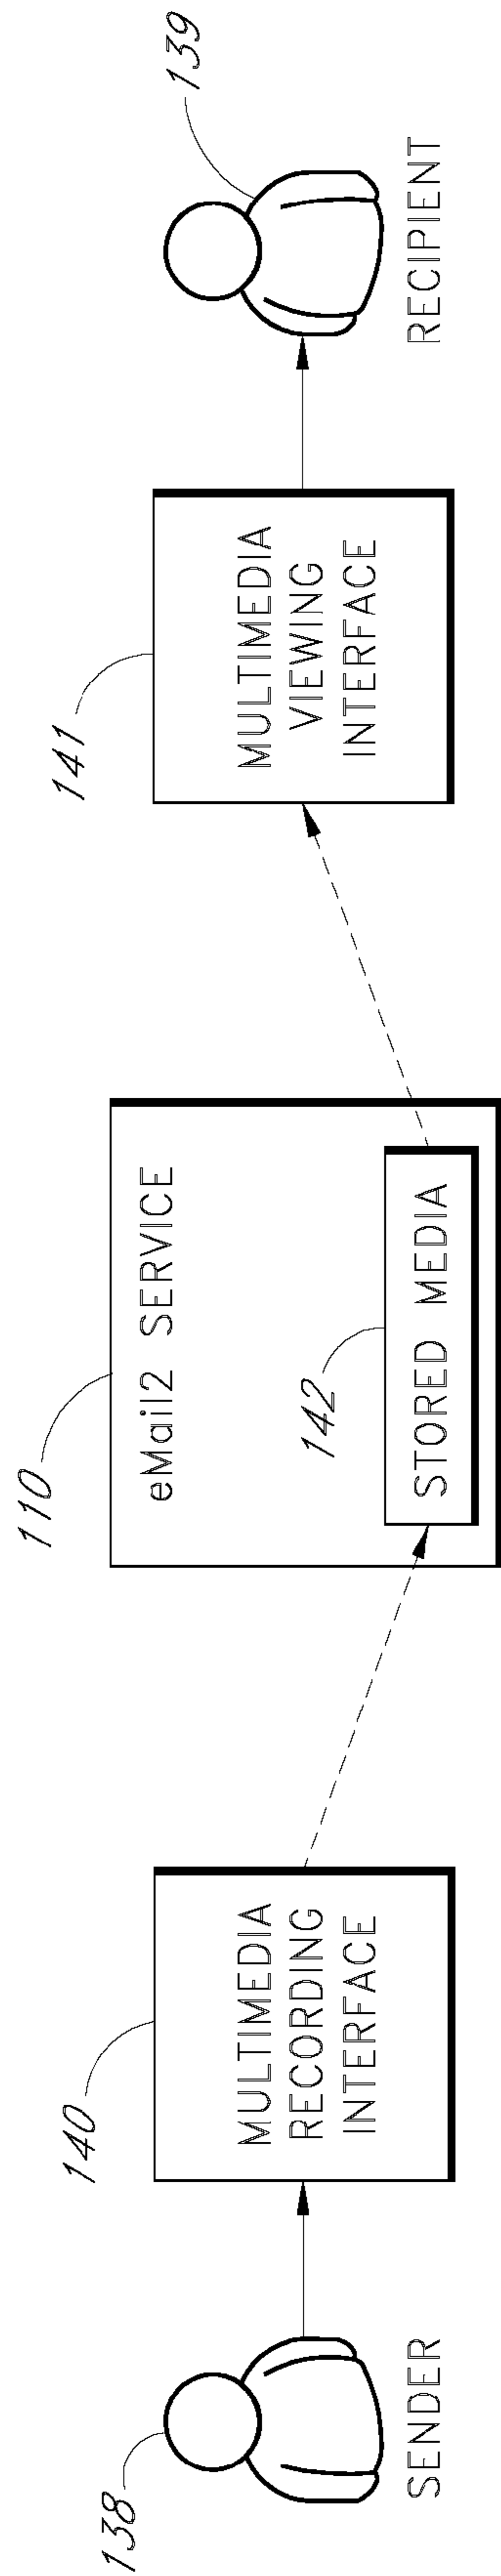 138
SENDER
140
MULTIMEDIA
RECORDING
INTERFACE
110
eMail2 SERVICE
142
STORED MEDIA
141
MULTIMEDIA
VIEWING
INTERFACE
139
RECIPIENT